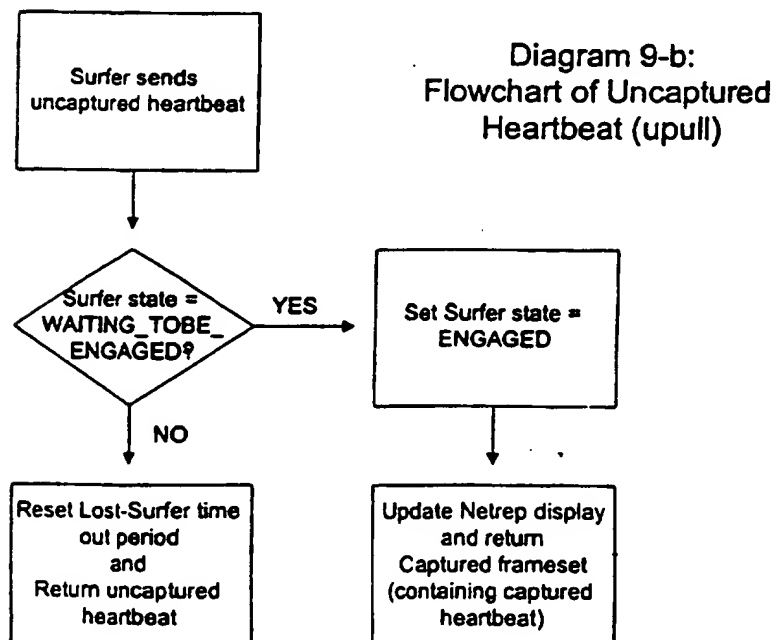 Diagram 9-b:
Flowchart of Uncaptured
Heartbeat (upull)
Surfer sends
uncaptured heartbeat
Surfer state =
WAITING_TOBE_
ENGAGED?
YES
Set Surfer state =
ENGAGED
NO
Reset Lost-Surfer time
out period
and
Return uncaptured
heartbeat
Update Netrep display
and return
Captured frameset
(containing captured
heartbeat)